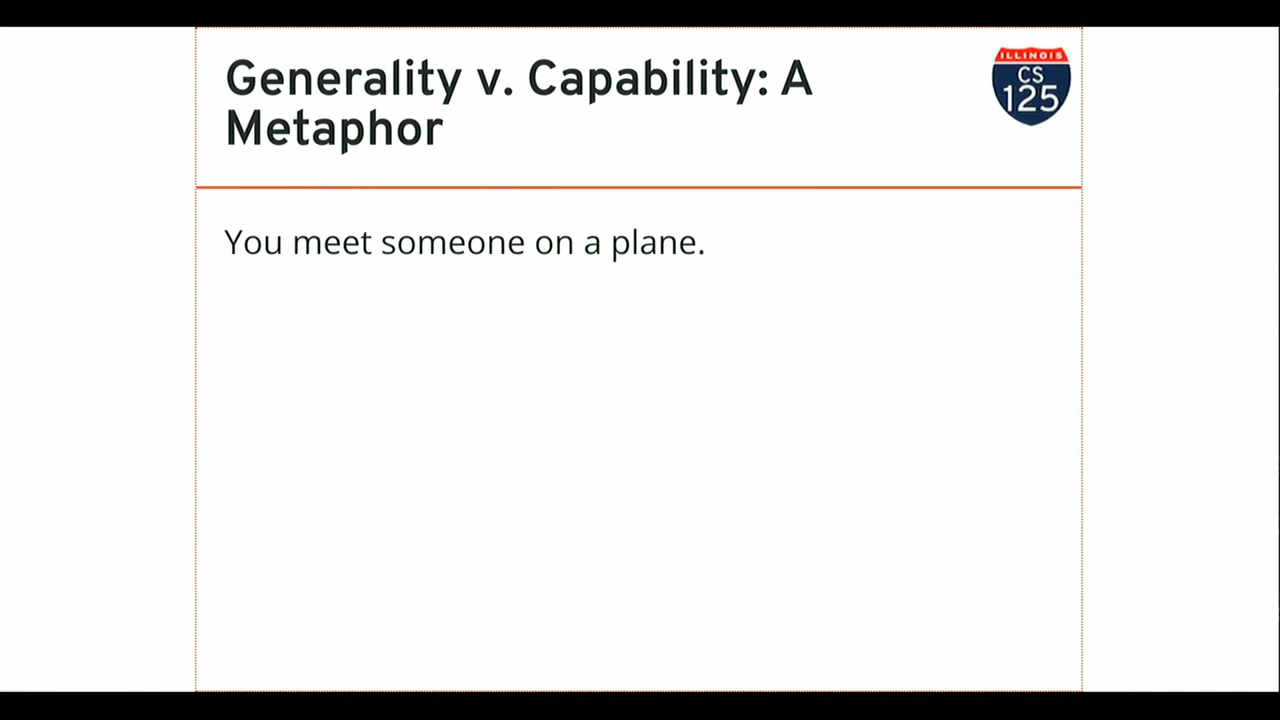 Generality v. Capability: A
Metaphor
ILLINOIS
CS
125
You meet someone on a plane.